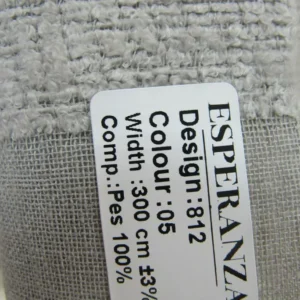 ESPERANZA
Design :812
Colour :05
Width :300 cm ±3%
Comp.:Pes 100%